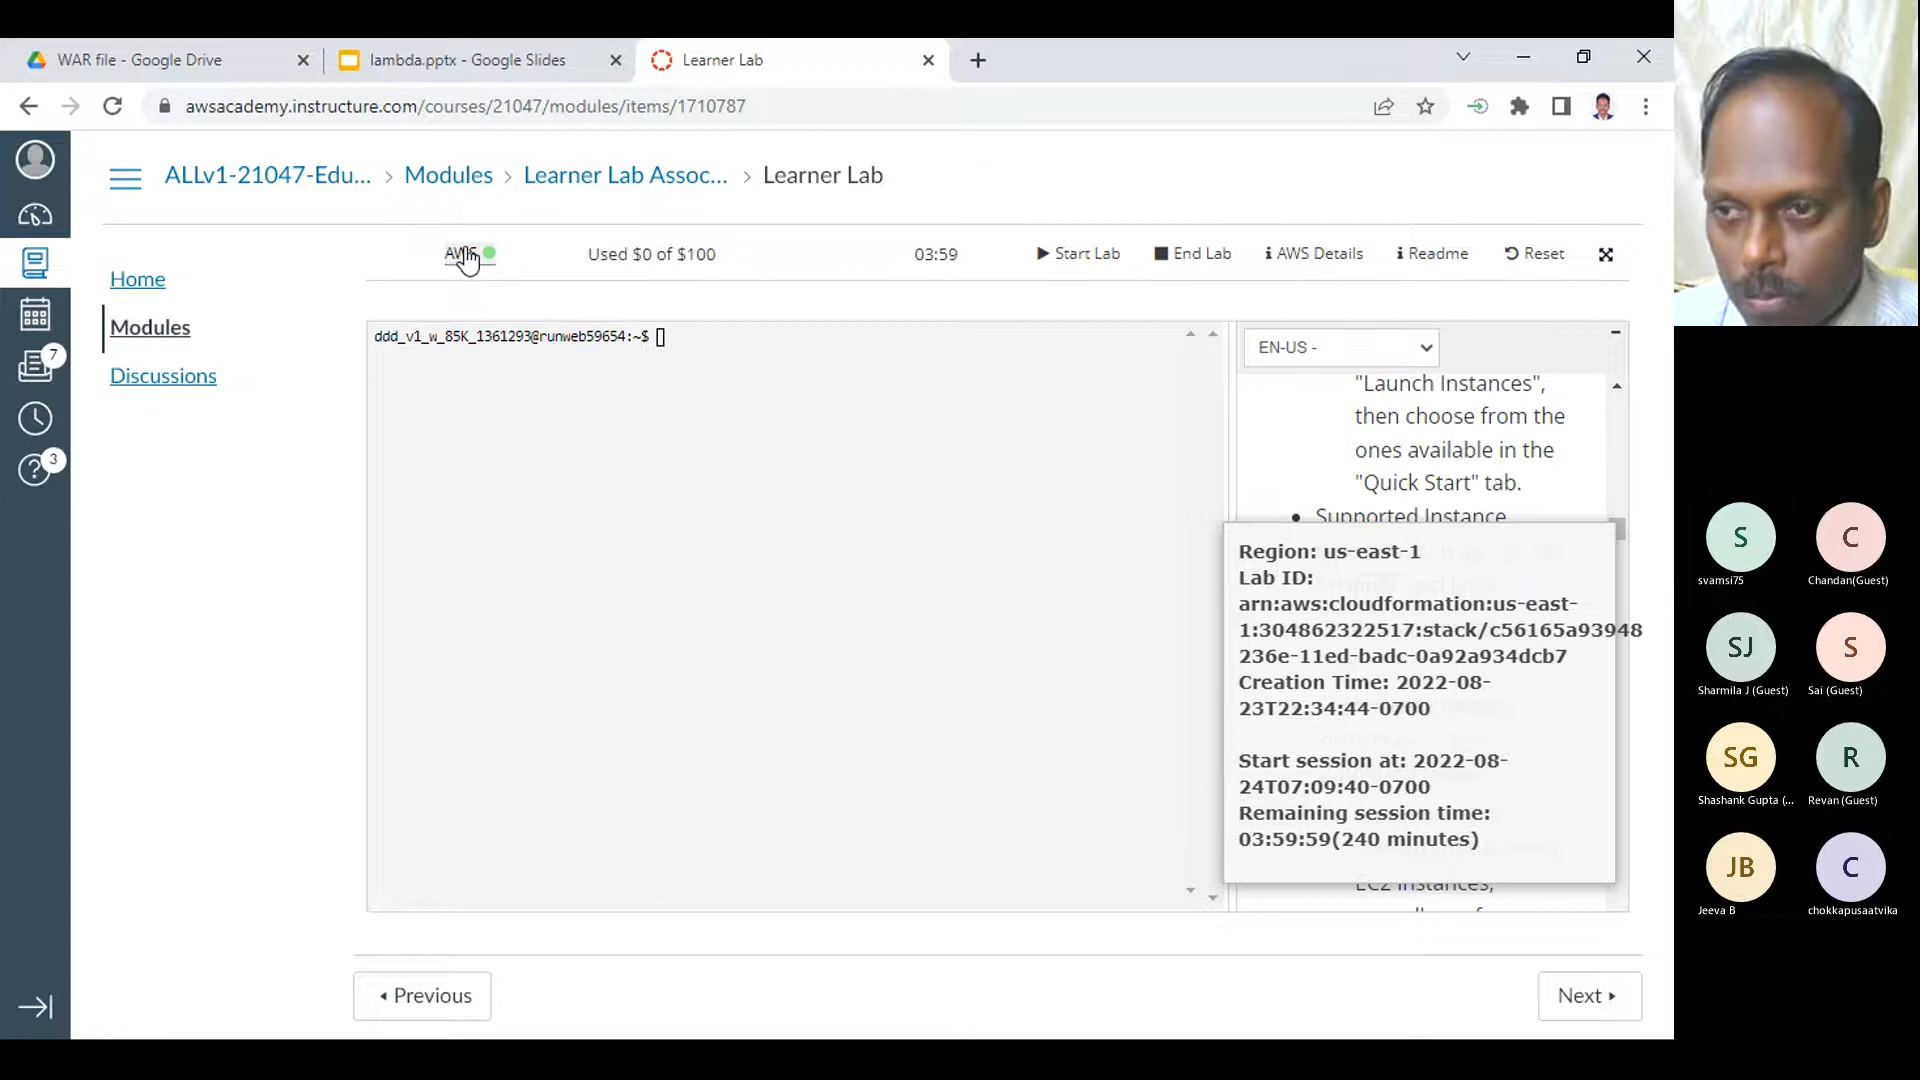 WAR file - Google Drive
lambda.pptx - Google Slides
Learner Lab
awsacademy.instructure.com/courses/21047/modules/items/1710787
ALLv1-21047-Edu... > Modules > Learner Lab Assoc... > Learner Lab
AWS
Used $0 of $100
03:59
Start Lab
End Lab
AWS Details
Readme
Reset
Home
Modules
Discussions
7
3
ddd_v1_w_85K_1361293@runweb59654:~$
EN-US -
"Launch Instances",
then choose from the
ones available in the
"Quick Start" tab.
Supported Instance
Region: us-east-1
Lab ID:
arn:aws:cloudformation:us-east-
1:304862322517:stack/c56165a93948
236e-11ed-badc-0a92a934dcb7
Creation Time: 2022-08-
23T22:34:44-0700
Start session at: 2022-08-
24T07:09:40-0700
Remaining session time:
03:59:59(240 minutes)
EC2 instances,
Previous
Next
S
svamsi75
C
Chandan(Guest)
SJ
Sharmila J (Guest)
S
Sai (Guest)
SG
Shashank Gupta (...
R
Revan (Guest)
JB
Jeeva B
C
chokkapusaatvika